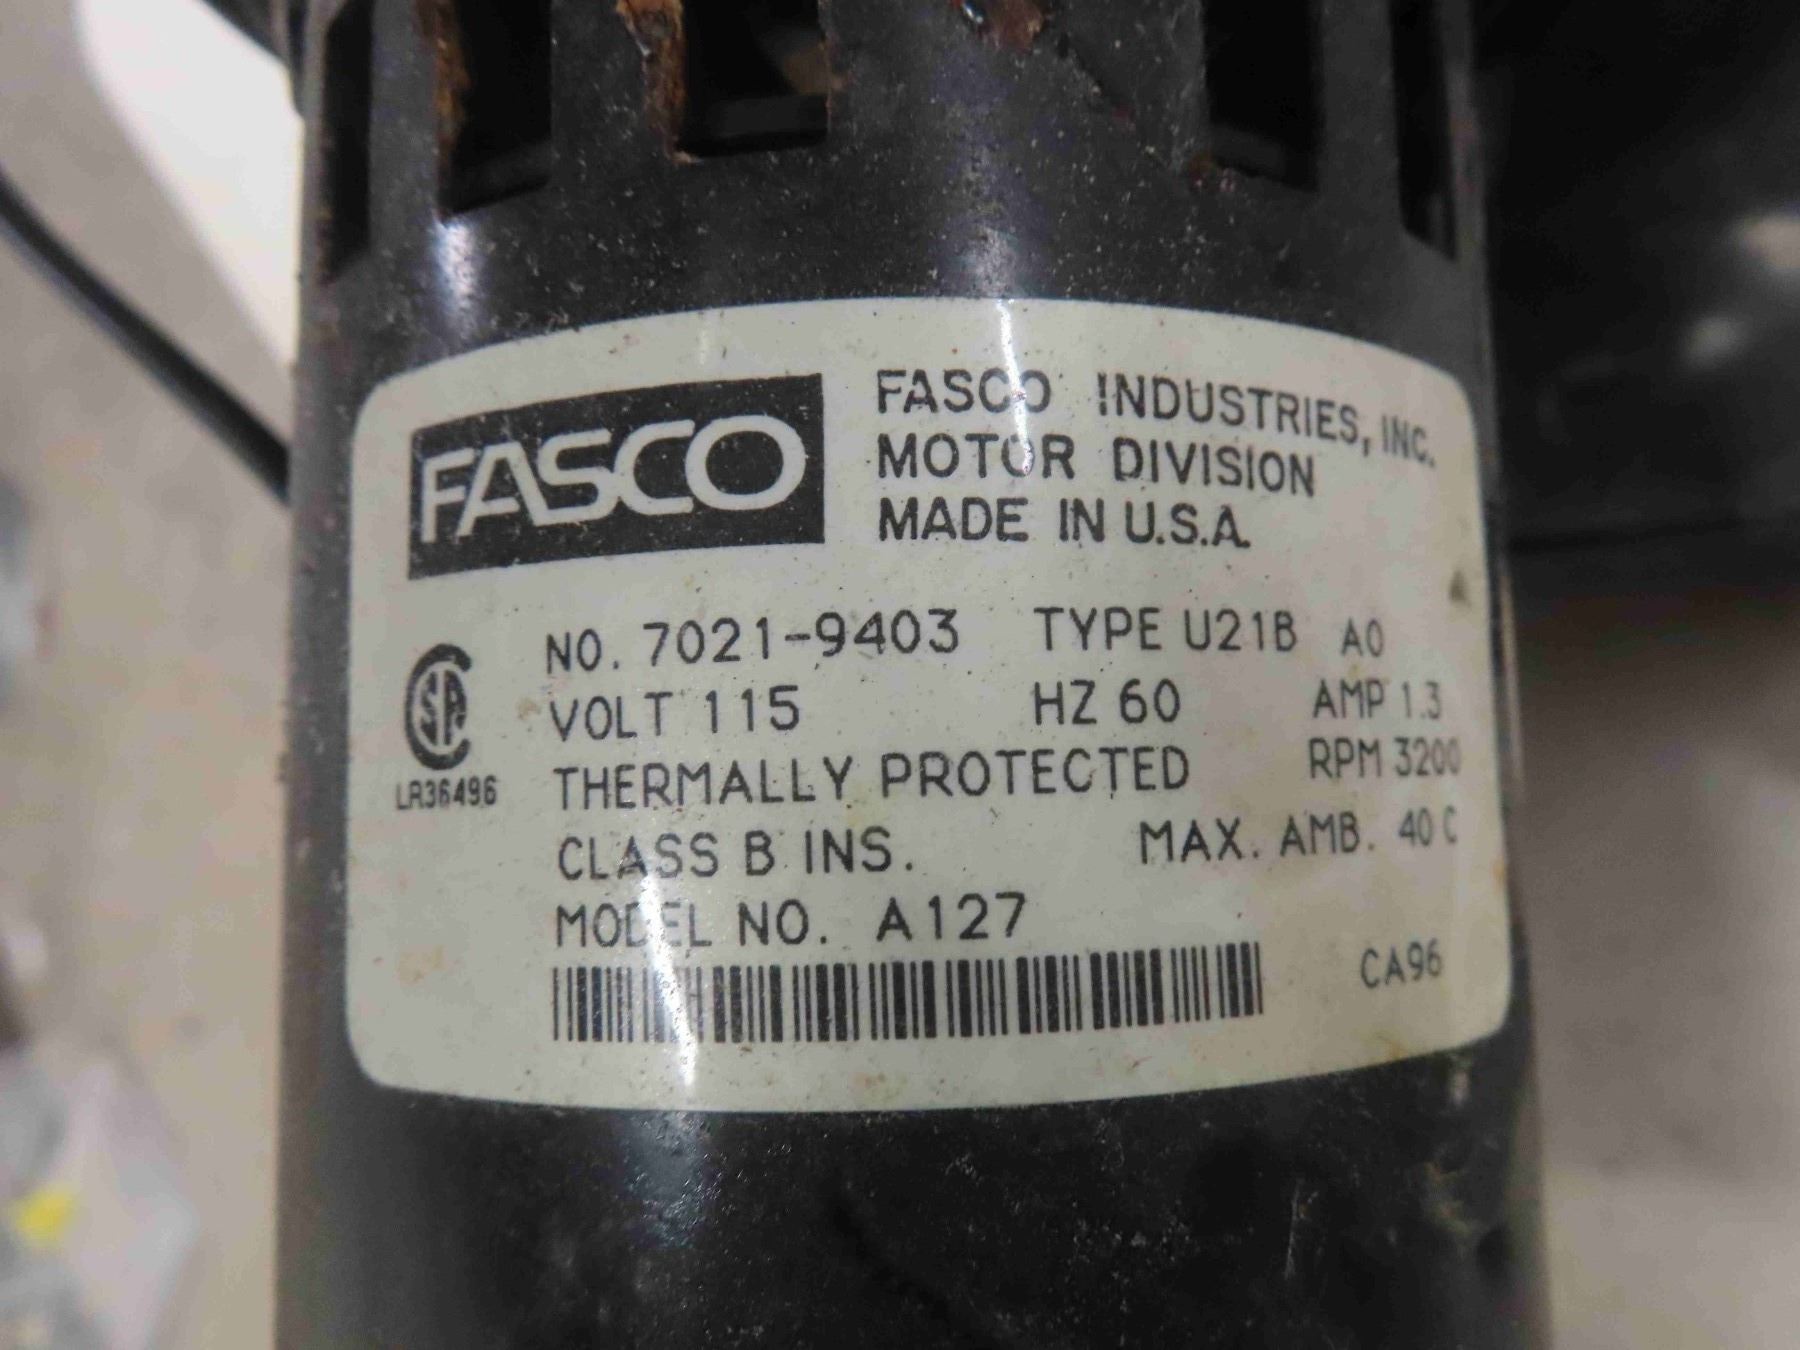 FASCO
FASCO INDUSTRIES, INC.
MOTOR DIVISION
MADE IN U.S.A.
NO. 7021-9403 TYPE U21B A0
VOLT 115 HZ 60 AMP 1.3
THERMALLY PROTECTED RPM 3200
SA
LR36496
CLASS B INS. MAX. AMB. 40 C
MODEL NO. A127
CA96